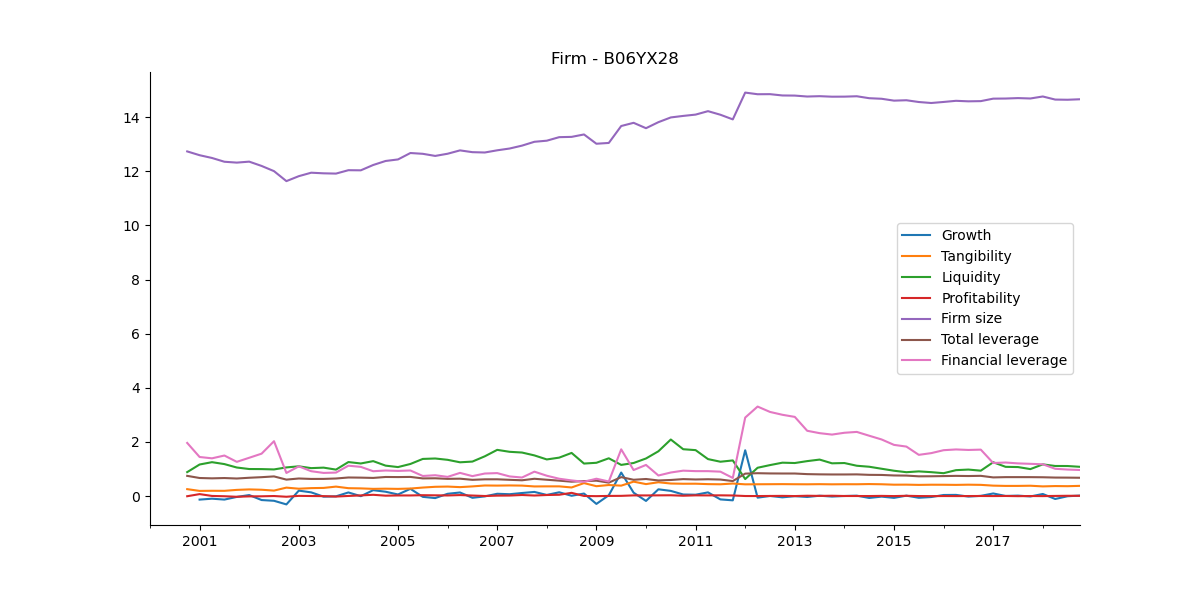 Firm - B06YX28
14
12
10
8
6
4
2
0
Growth
Tangibility
Liquidity
Profitability
Firm size
Total leverage
Financial leverage
2001 2003 2005 2007 2009 2011 2013 2015 2017